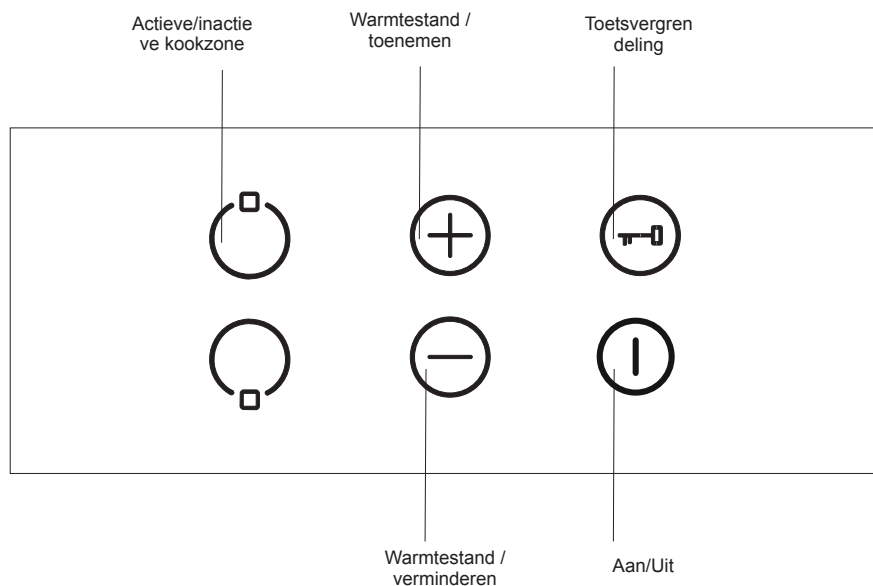 Actieve/inactie
ve kookzone
Warmtestand /
toenemen
Toetsvergren
deling
Warmtestand /
verminderen
Aan/Uit